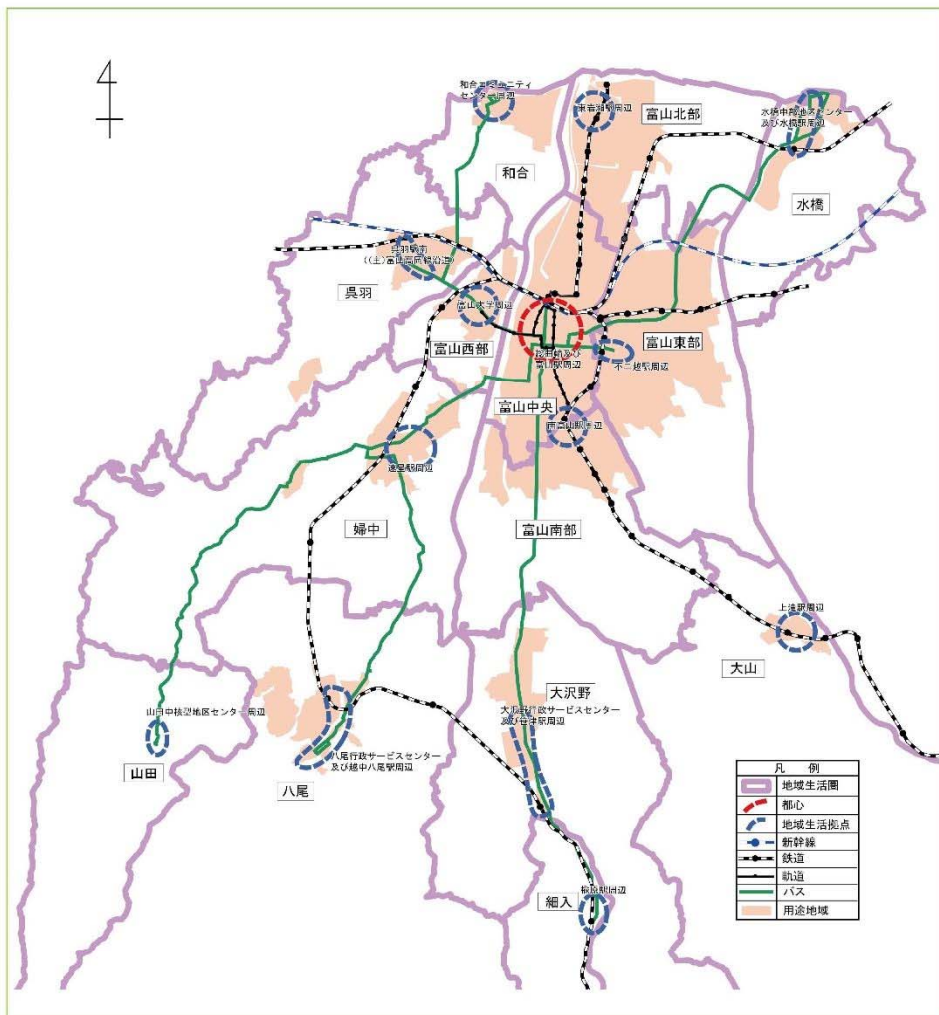 和合コミュニティ
センター周辺
東岩瀬駅周辺
富山北部
水橋中部地区センター
及び水橋駅周辺
和合
水橋
呉羽駅南
((主)富山高岡線沿道)
呉羽
富山大学周辺
富山西部
総曲輪及び
富山駅周辺
富山東部
不二越駅周辺
富山中央
南富山駅周辺
速星駅周辺
婦中
富山南部
上滝駅周辺
大山
山田中核型地区センター周辺
山田
大沢野
大沢野行政サービスセンター
及び笹津駅周辺
八尾行政サービスセンター
及び越中八尾駅周辺
八尾
細入
楡原駅周辺
凡 例
地域生活圏
都心
地域生活拠点
新幹線
鉄道
軌道
バス
用途地域